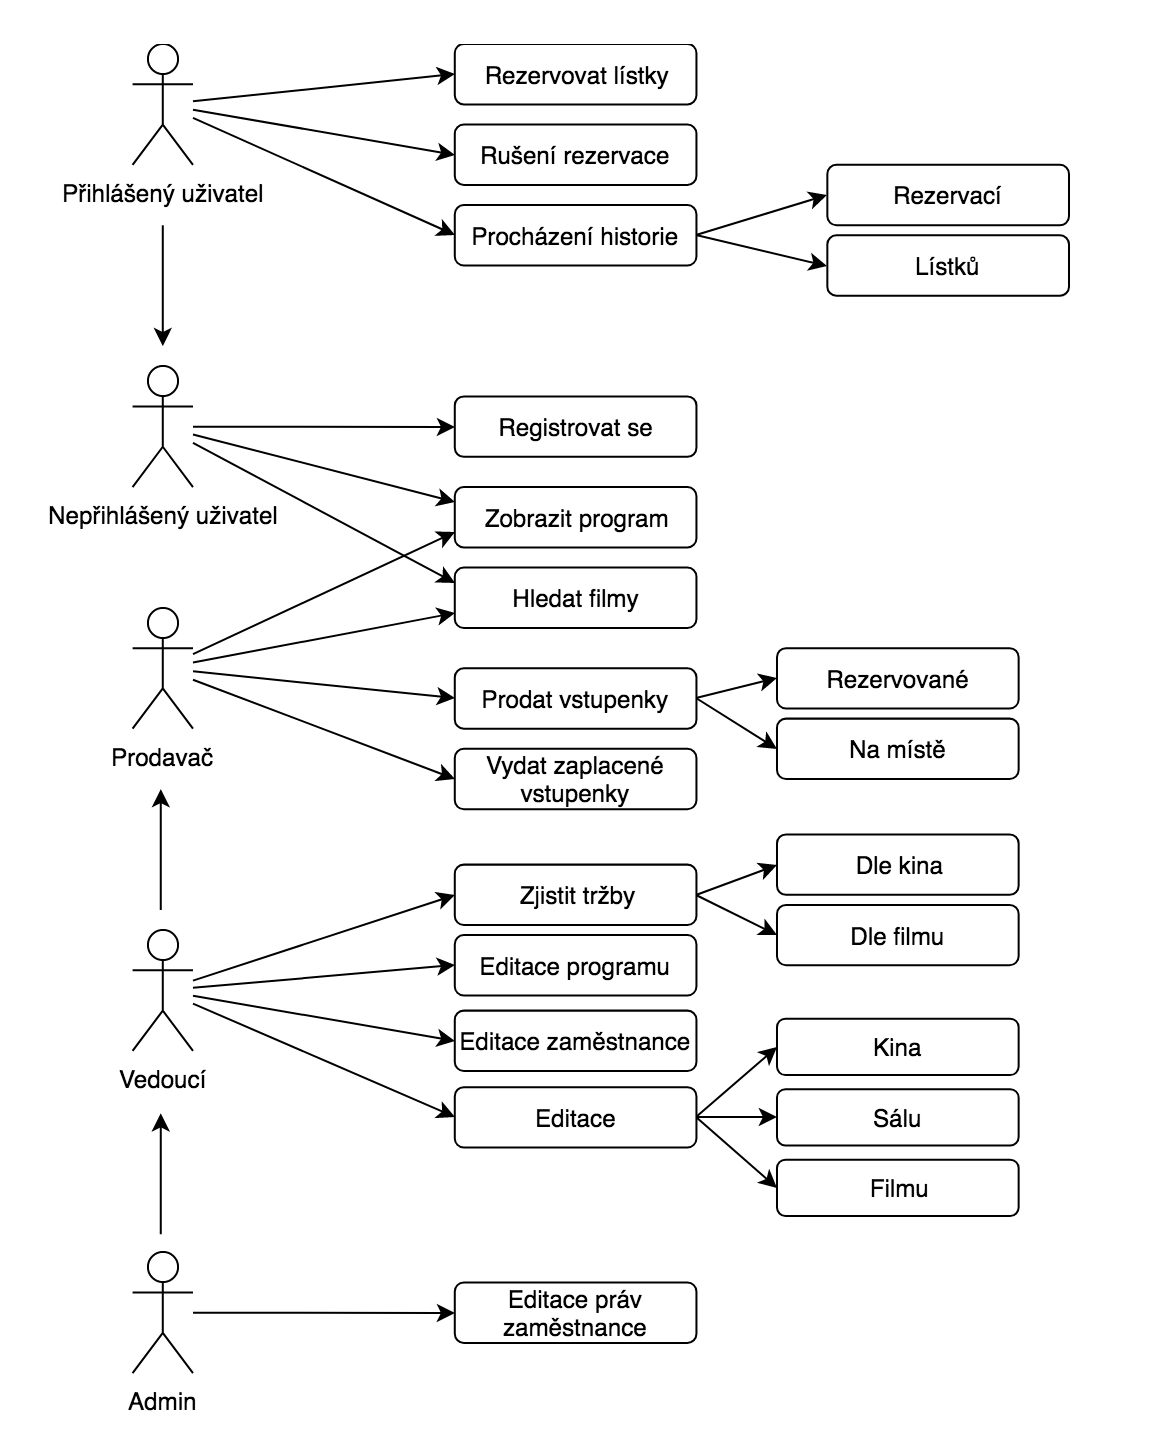 Rezervovat lístky
Rušení rezervace
Přihlášený uživatel
Procházení historie
Rezervací
Lístků
Registrovat se
Nepřihlášený uživatel
Zobrazit program
Hledat filmy
Prodavač
Prodat vstupenky
Rezervované
Na místě
Vydat zaplacené
vstupenky
Zjistit tržby
Dle kina
Dle filmu
Editace programu
Vedoucí
Editace zaměstnance
Editace
Kina
Sálu
Filmu
Editace práv
zaměstnance
Admin